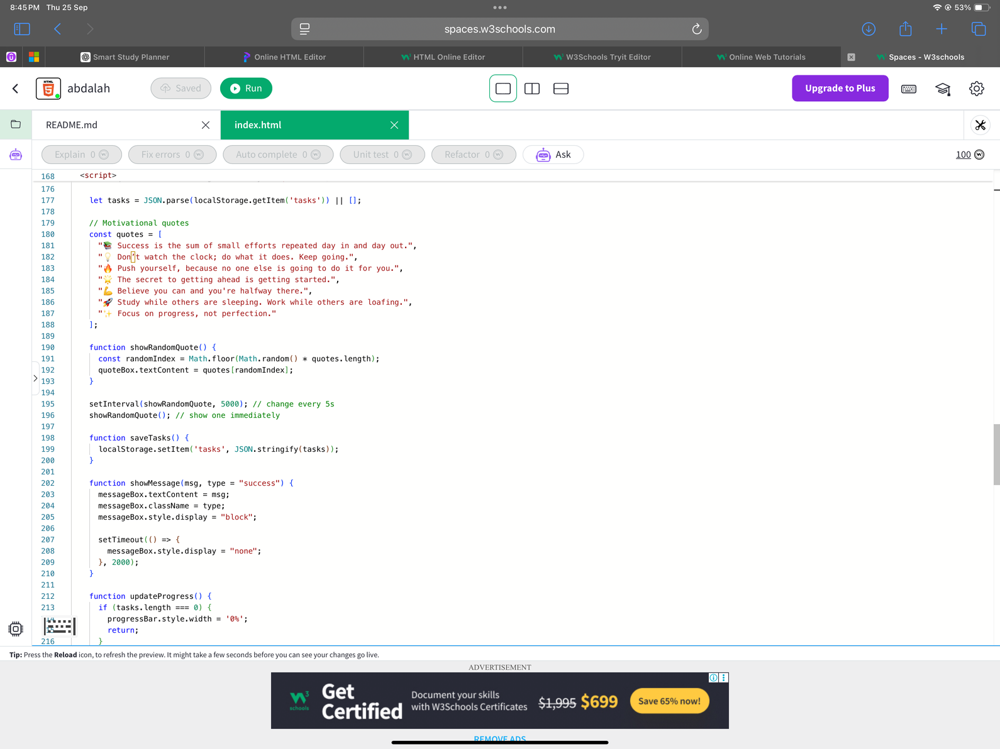 8:45 PM Thu 25 Sep
53%
spaces.w3schools.com
Smart Study Planner
Online HTML Editor
HTML Online Editor
W3Schools Tryit Editor
Online Web Tutorials
Spaces - W3schools
HTML
5
abdalah
Saved
Run
Upgrade to Plus
README.md
index.html
Explain 0
Fix errors 0
Auto complete 0
Unit test 0
Refactor 0
Ask
100
168 <script>
176
177 let tasks = JSON.parse(localStorage.getItem('tasks')) || [];
178
179 // Motivational quotes
180 const quotes = [
181 "📚 Success is the sum of small efforts repeated day in and day out.",
182 "💡 Don’t watch the clock; do what it does. Keep going.",
183 "🔥 Push yourself, because no one else is going to do it for you.",
184 "🌟 The secret to getting ahead is getting started.",
185 "💪 Believe you can and you're halfway there.",
186 "🚀 Study while others are sleeping. Work while others are loafing.",
187 "✨ Focus on progress, not perfection."
188 ];
189
190 function showRandomQuote() {
191 const randomIndex = Math.floor(Math.random() * quotes.length);
192 quoteBox.textContent = quotes[randomIndex];
193 }
194
195 setInterval(showRandomQuote, 5000); // change every 5s
196 showRandomQuote(); // show one immediately
197
198 function saveTasks() {
199 localStorage.setItem('tasks', JSON.stringify(tasks));
200 }
201
202 function showMessage(msg, type = "success") {
203 messageBox.textContent = msg;
204 messageBox.className = type;
205 messageBox.style.display = "block";
206
207 setTimeout(() => {
208 messageBox.style.display = "none";
209 }, 2000);
210 }
211
212 function updateProgress() {
213 if (tasks.length === 0) {
progressBar.style.width = '0%';
return;
216 }
Tip: Press the Reload icon, to refresh the preview. It might take a few seconds before you can see your changes go live.
ADVERTISEMENT
W3
schools
Get
Certified
Document your skills
with W3Schools Certificates
$1,995 $699
Save 65% now!
REMOVE ADS